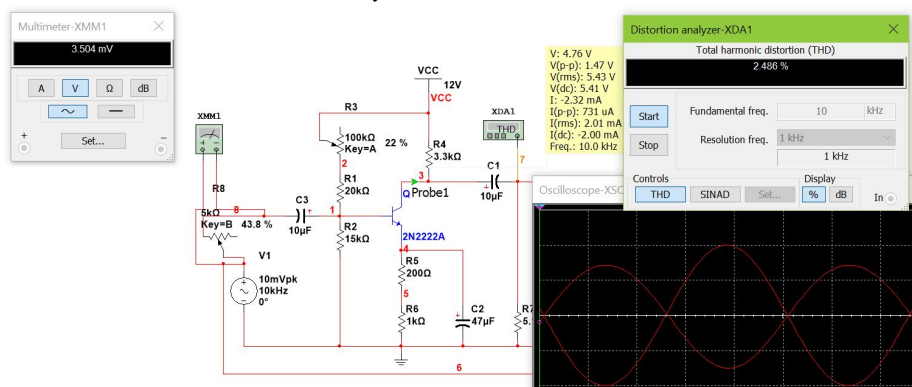 Multimeter-XMM1
3.504 mV
A
V
Ω
dB
+
Set...
−
XMM1
+ −
R8
5kΩ
Key=B
43.8 %
8
C3
+
10µF
V1
10mVpk
10kHz
0°
R3
100kΩ
Key=A
22 %
2
R1
20kΩ
1
R2
15kΩ
VCC
12V
VCC
R4
3.3kΩ
3
Q
Probe1
2N2222A
4
R5
200Ω
5
R6
1kΩ
C2
+
47µF
C1
+
10µF
XDA1
THD
7
R7
5.
6
V: 4.76 V
V(p-p): 1.47 V
V(rms): 5.43 V
V(dc): 5.41 V
I: -2.32 mA
I(p-p): 731 uA
I(rms): 2.01 mA
I(dc): -2.00 mA
Freq.: 10.0 kHz
Distortion analyzer-XDA1
Total harmonic distortion (THD)
2.486 %
Start
Stop
Fundamental freq.
10
kHz
Resolution freq.
1 kHz
1 kHz
Controls
THD
SINAD
Set...
Display
%
dB
In
Oscilloscope-XSC